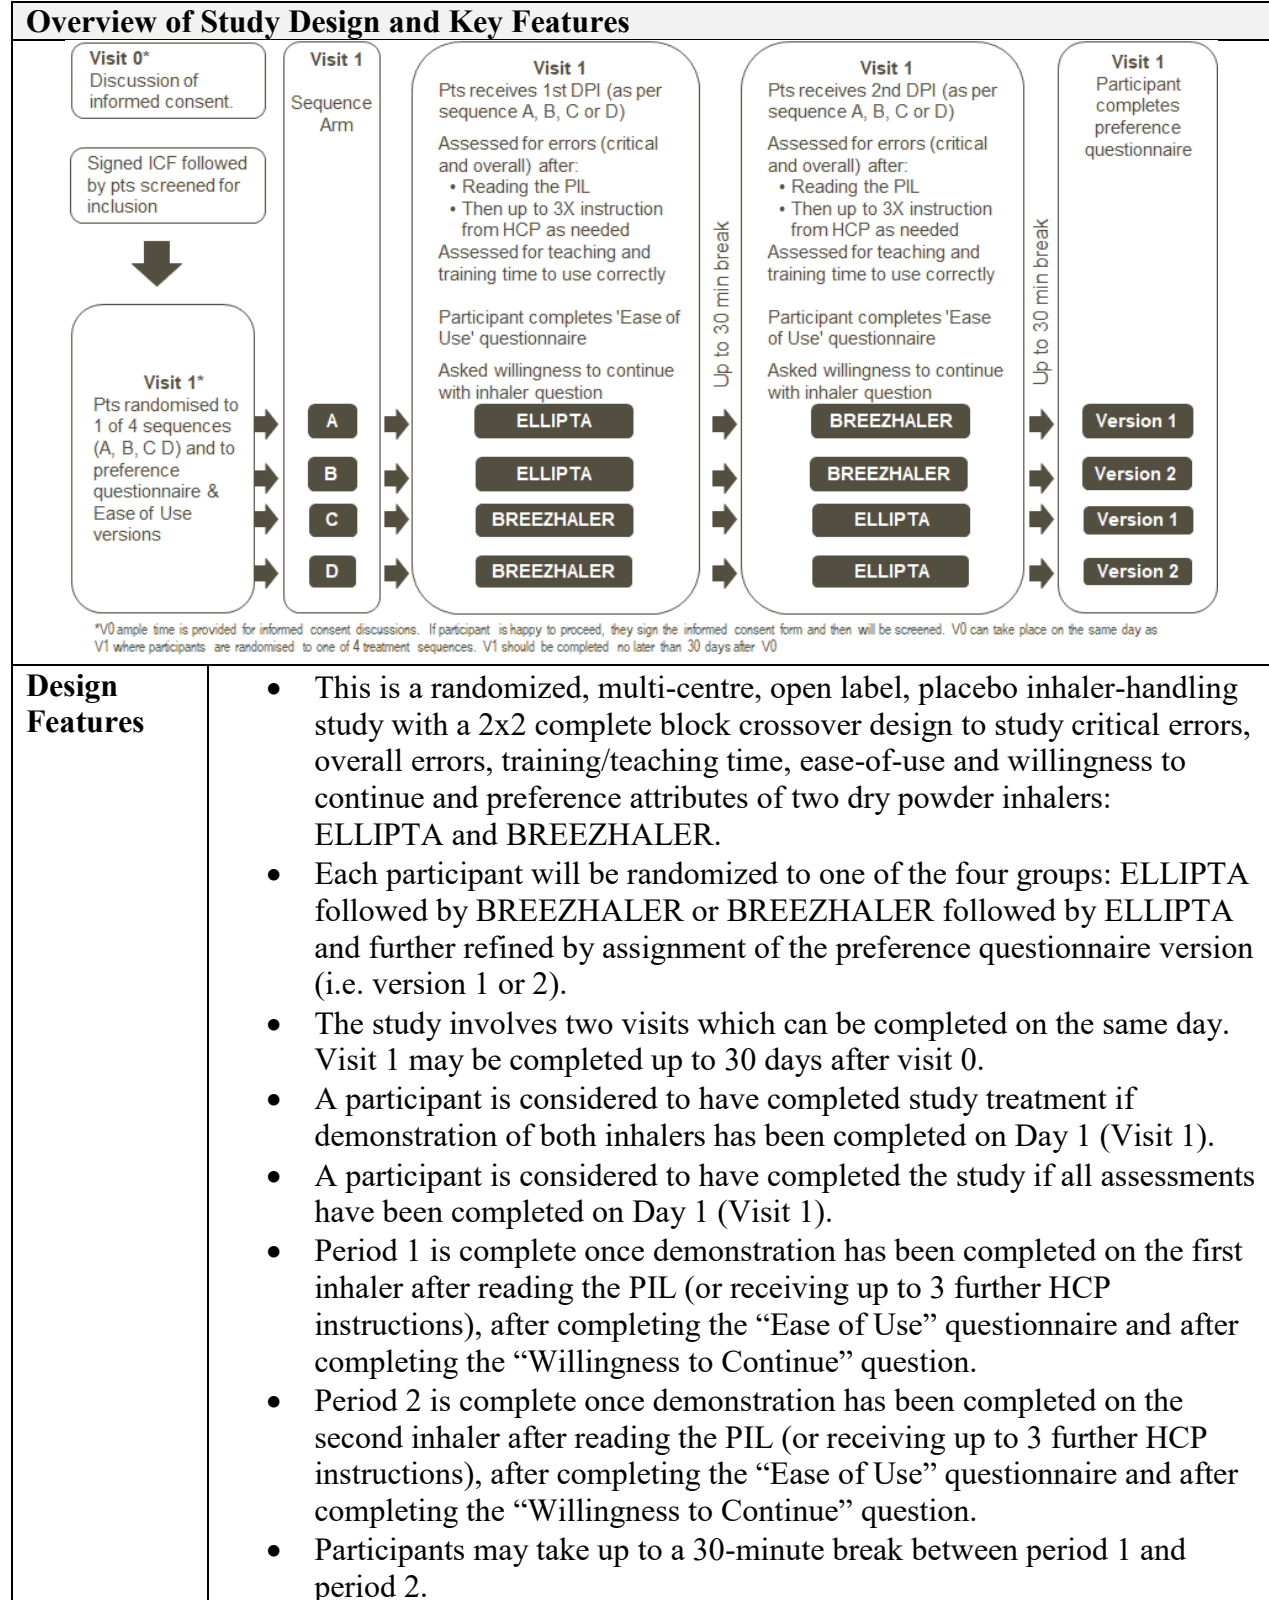 Overview of Study Design and Key Features
Visit 0*
Discussion of
informed consent.
Signed ICF followed
by pts screened for
inclusion
Visit 1*
Pts randomised to
1 of 4 sequences
(A, B, C D) and to
preference
questionnaire &
Ease of Use
versions
Visit 1
Sequence
Arm
A
B
C
D
Visit 1
Pts receives 1st DPI (as per
sequence A, B, C or D)
Assessed for errors (critical
and overall) after:
• Reading the PIL
• Then up to 3X instruction
from HCP as needed
Assessed for teaching and
training time to use correctly
Participant completes 'Ease of
Use' questionnaire
Asked willingness to continue
with inhaler question
ELLIPTA
ELLIPTA
BREEZHALER
BREEZHALER
Up to 30 min break
Visit 1
Pts receives 2nd DPI (as per
sequence A, B, C or D)
Assessed for errors (critical
and overall) after:
• Reading the PIL
• Then up to 3X instruction
from HCP as needed
Assessed for teaching and
training time to use correctly
Participant completes 'Ease
of Use' questionnaire
Asked willingness to continue
with inhaler question
BREEZHALER
BREEZHALER
ELLIPTA
ELLIPTA
Up to 30 min break
Visit 1
Participant
completes
preference
questionnaire
Version 1
Version 2
Version 1
Version 2
*V0 ample time is provided for informed consent discussions. If participant is happy to proceed, they sign the informed consent form and then will be screened. V0 can take place on the same day as
V1 where participants are randomised to one of 4 treatment sequences. V1 should be completed no later than 30 days after V0
Design
Features
• This is a randomized, multi-centre, open label, placebo inhaler-handling
study with a 2x2 complete block crossover design to study critical errors,
overall errors, training/teaching time, ease-of-use and willingness to
continue and preference attributes of two dry powder inhalers:
ELLIPTA and BREEZHALER.
• Each participant will be randomized to one of the four groups: ELLIPTA
followed by BREEZHALER or BREEZHALER followed by ELLIPTA
and further refined by assignment of the preference questionnaire version
(i.e. version 1 or 2).
• The study involves two visits which can be completed on the same day.
Visit 1 may be completed up to 30 days after visit 0.
• A participant is considered to have completed study treatment if
demonstration of both inhalers has been completed on Day 1 (Visit 1).
• A participant is considered to have completed the study if all assessments
have been completed on Day 1 (Visit 1).
• Period 1 is complete once demonstration has been completed on the first
inhaler after reading the PIL (or receiving up to 3 further HCP
instructions), after completing the “Ease of Use” questionnaire and after
completing the “Willingness to Continue” question.
• Period 2 is complete once demonstration has been completed on the
second inhaler after reading the PIL (or receiving up to 3 further HCP
instructions), after completing the “Ease of Use” questionnaire and after
completing the “Willingness to Continue” question.
• Participants may take up to a 30-minute break between period 1 and
period 2.